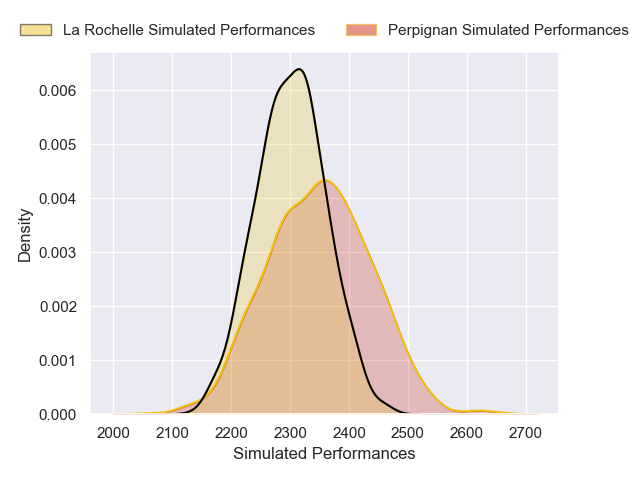 La Rochelle Simulated Performances Perpignan Simulated Performances
0.006
0.005
0.004
0.003
0.002
0.001
0.000
Density
2000 2100 2200 2300 2400 2500 2600 2700
Simulated Performances